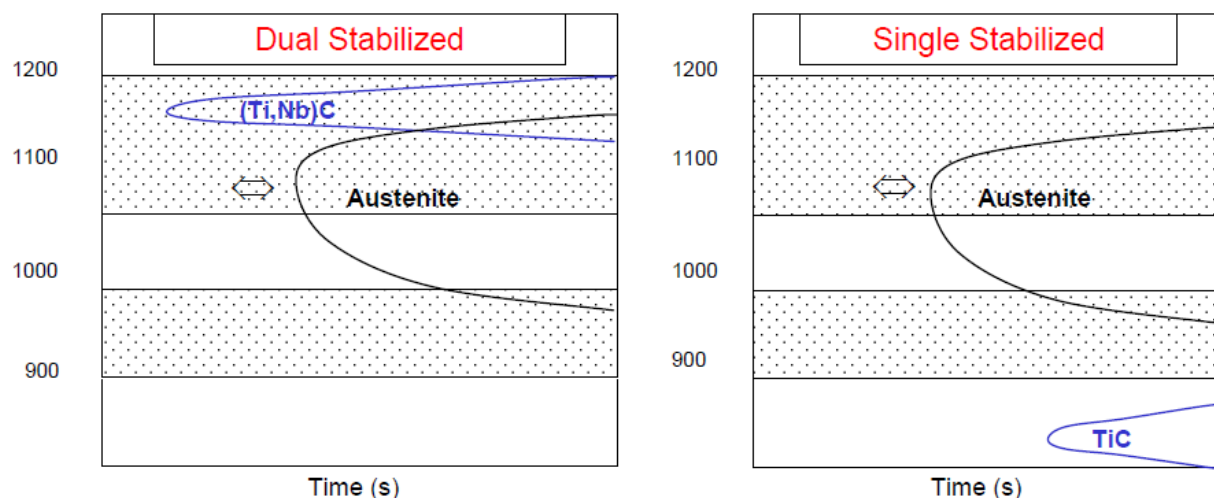 Dual Stabilized
1200
(Ti,Nb)C
1100
Austenite
1000
900
Time (s)
Single Stabilized
1200
1100
Austenite
1000
900
TiC
Time (s)